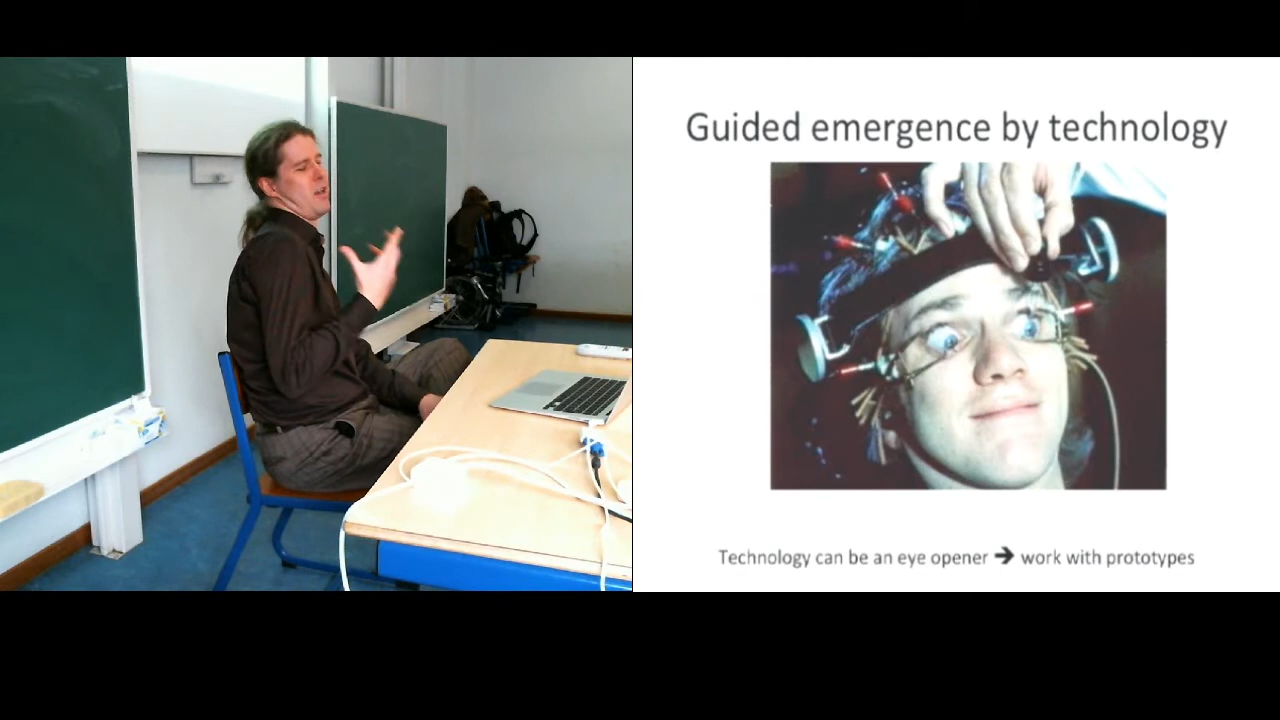 Guided emergence by technology
Technology can be an eye opener ➔ work with prototypes